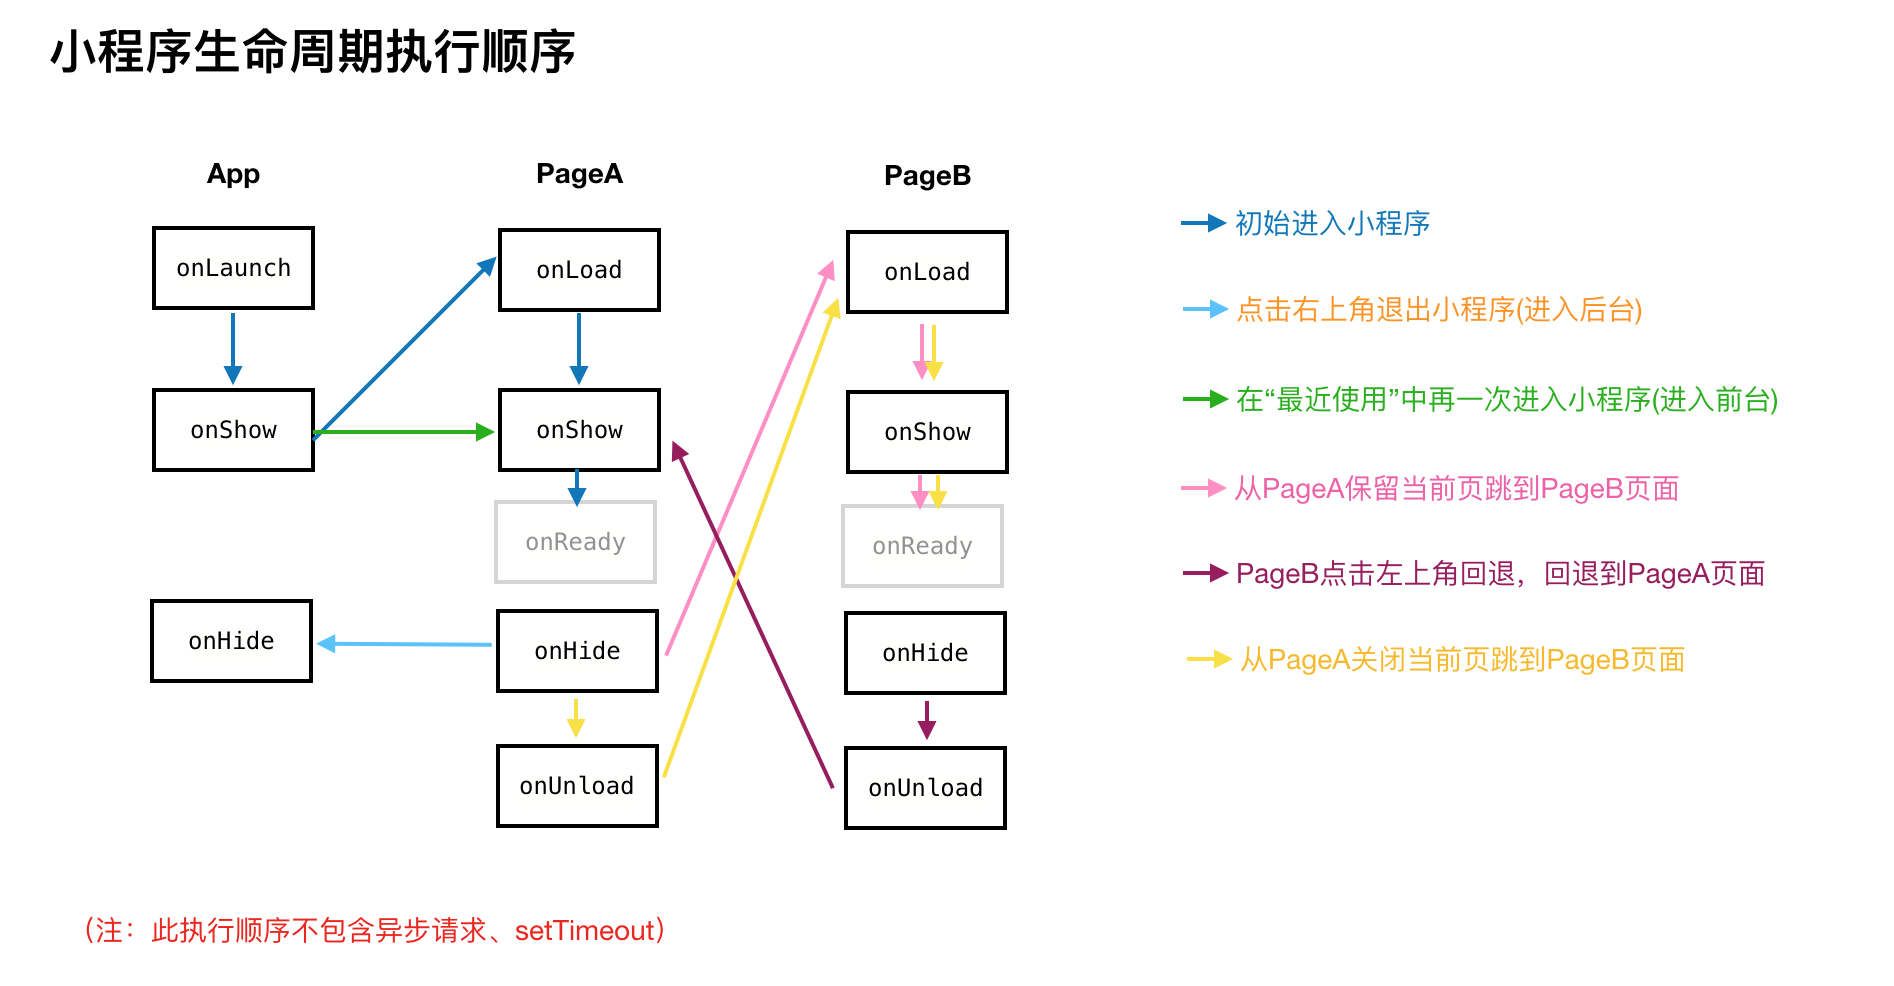 小程序生命周期执行顺序
App
PageA
PageB
onLaunch
onLoad
onLoad
onShow
onShow
onShow
onReady
onReady
onHide
onHide
onHide
onUnload
onUnload
初始进入小程序
点击右上角退出小程序(进入后台)
在“最近使用”中再一次进入小程序(进入前台)
从PageA保留当前页跳到PageB页面
PageB点击左上角回退，回退到PageA页面
从PageA关闭当前页跳到PageB页面
（注：此执行顺序不包含异步请求、setTimeout）